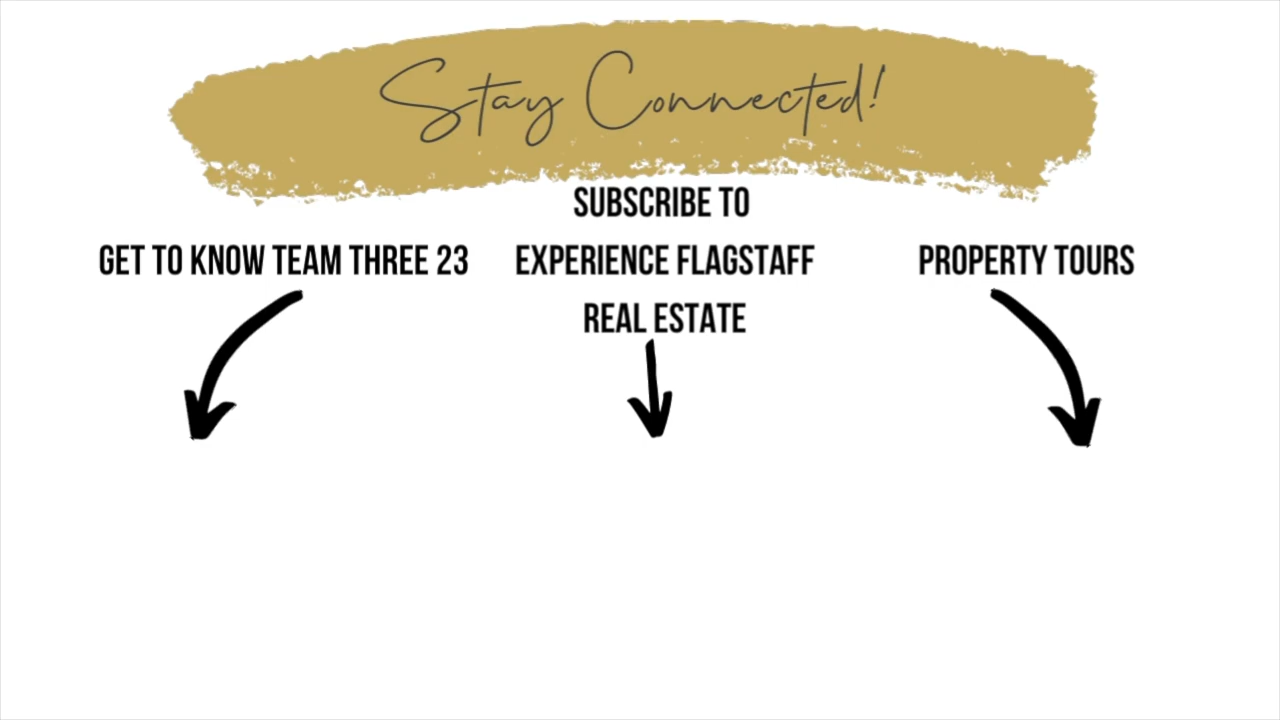 Stay Connected!
GET TO KNOW TEAM THREE 23
SUBSCRIBE TO
EXPERIENCE FLAGSTAFF
REAL ESTATE
PROPERTY TOURS